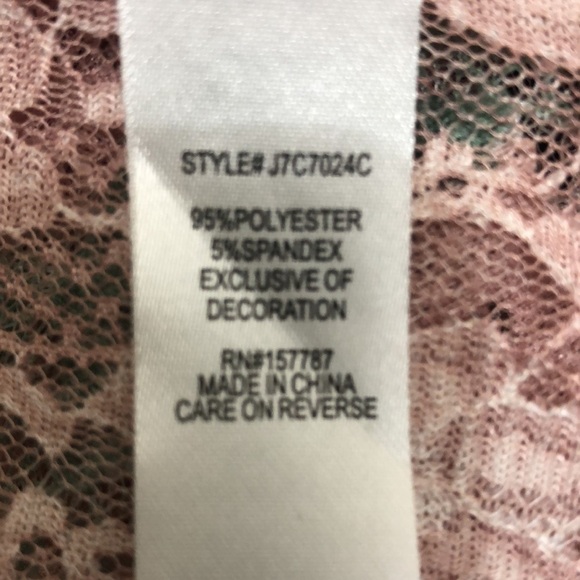 STYLE# J7C7024C
95%POLYESTER
5%SPANDEX
EXCLUSIVE OF
DECORATION
RN#157787
MADE IN CHINA
CARE ON REVERSE